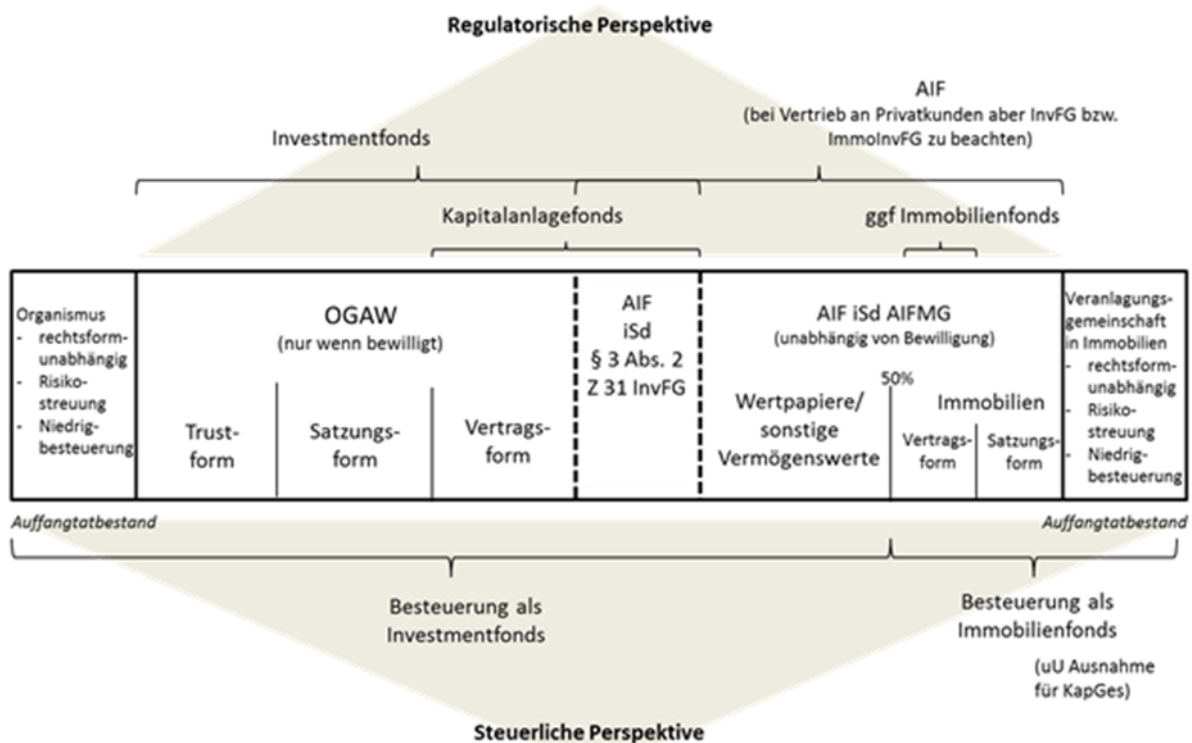 Regulatorische Perspektive
AIF
(bei Vertrieb an Privatkunden aber InvFG bzw.
ImmoInvFG zu beachten)
Investmentfonds
Kapitalanlagefonds
ggf Immobilienfonds
Organismus
- rechtsform-
unabhängig
- Risiko-
streuung
- Niedrig-
besteuerung
OGAW
(nur wenn bewilligt)
Trust-
form
Satzungs-
form
Vertrags-
form
AIF
iSd
§ 3 Abs. 2
Z 31 InvFG
AIF iSd AIFMG
(unabhängig von Bewilligung)
50%
Wertpapiere/
sonstige
Vermögenswerte
Immobilien
Vertrags-
form
Satzungs-
form
Veranlagungs-
gemeinschaft
in Immobilien
- rechtsform-
unabhängig
- Risiko-
streuung
- Niedrig-
besteuerung
Auffangtatbestand
Auffangtatbestand
Besteuerung als
Investmentfonds
Besteuerung als
Immobilienfonds
(uU Ausnahme
für KapGes)
Steuerliche Perspektive